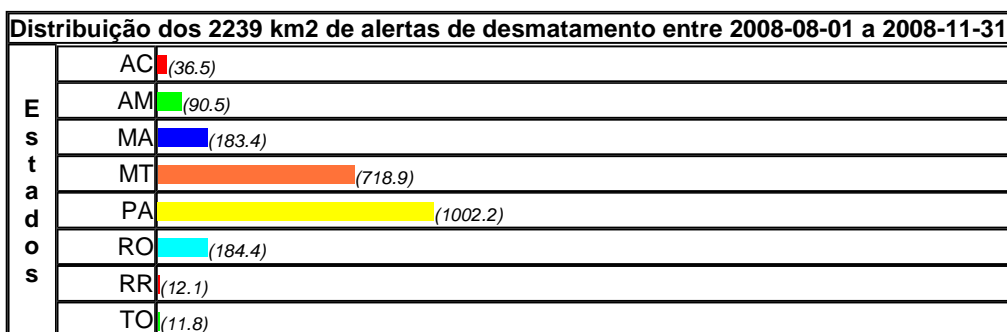 Distribuição dos 2239 km2 de alertas de desmatamento entre 2008-08-01 a 2008-11-31
Estados
AC (36.5)
AM (90.5)
MA (183.4)
MT (718.9)
PA (1002.2)
RO (184.4)
RR (12.1)
TO (11.8)